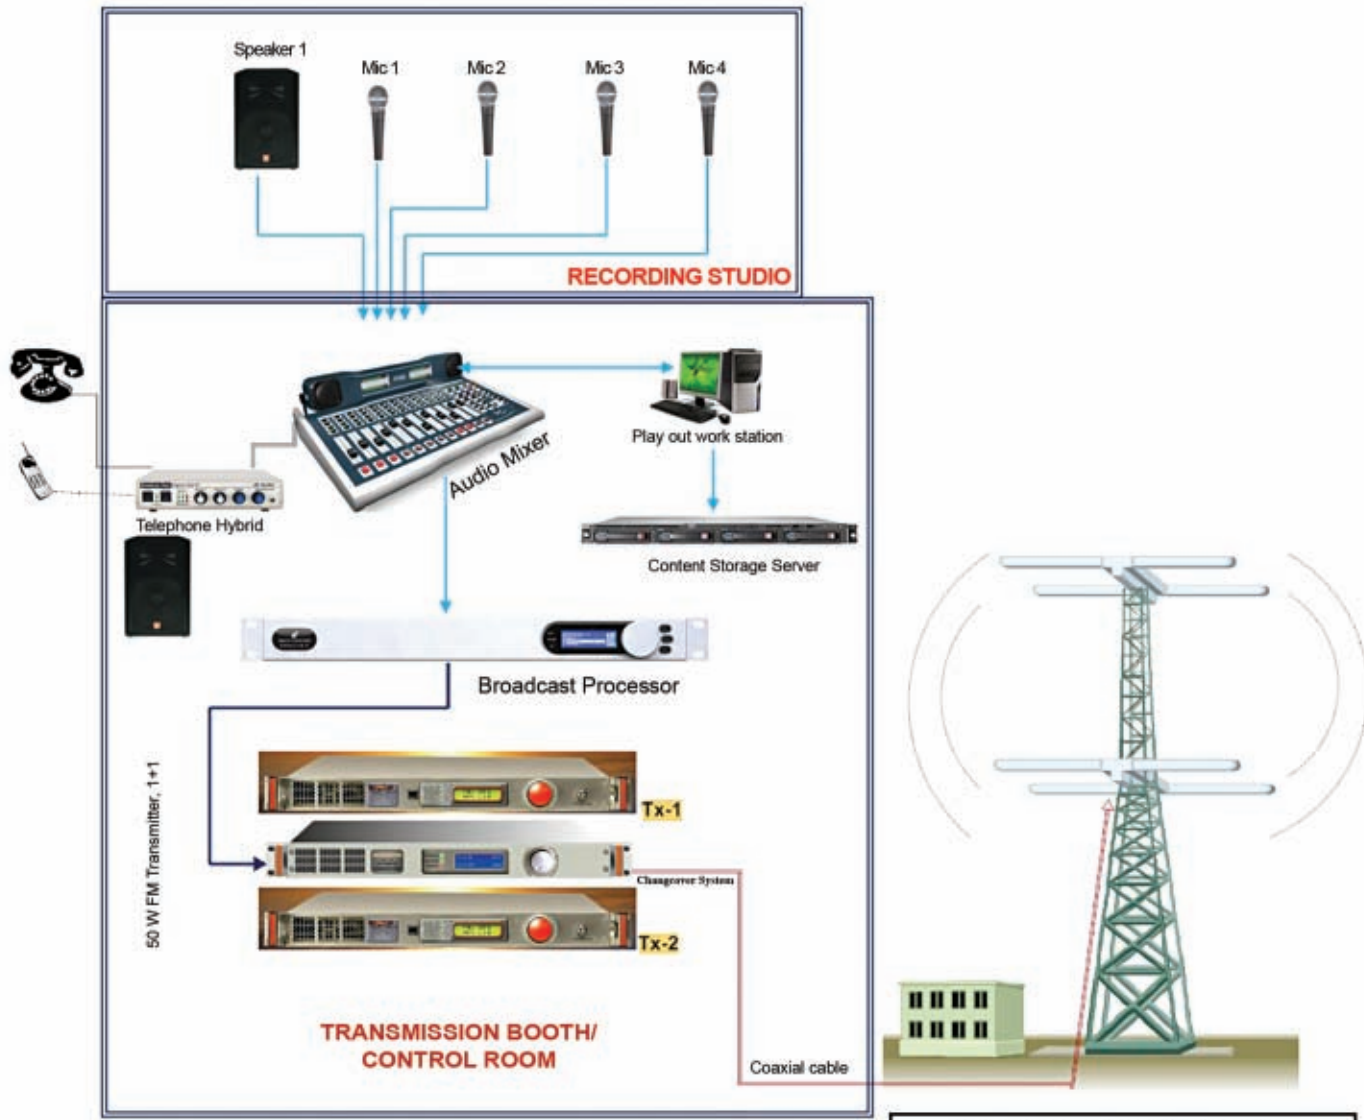 Speaker 1
Mic 1
Mic 2
Mic 3
Mic 4
RECORDING STUDIO
Audio Mixer
Play out work station
Telephone Hybrid
Content Storage Server
Broadcast Processor
50 W FM Transmitter, 1+1
Tx-1
Changeover System
Tx-2
TRANSMISSION BOOTH/
CONTROL ROOM
Coaxial cable